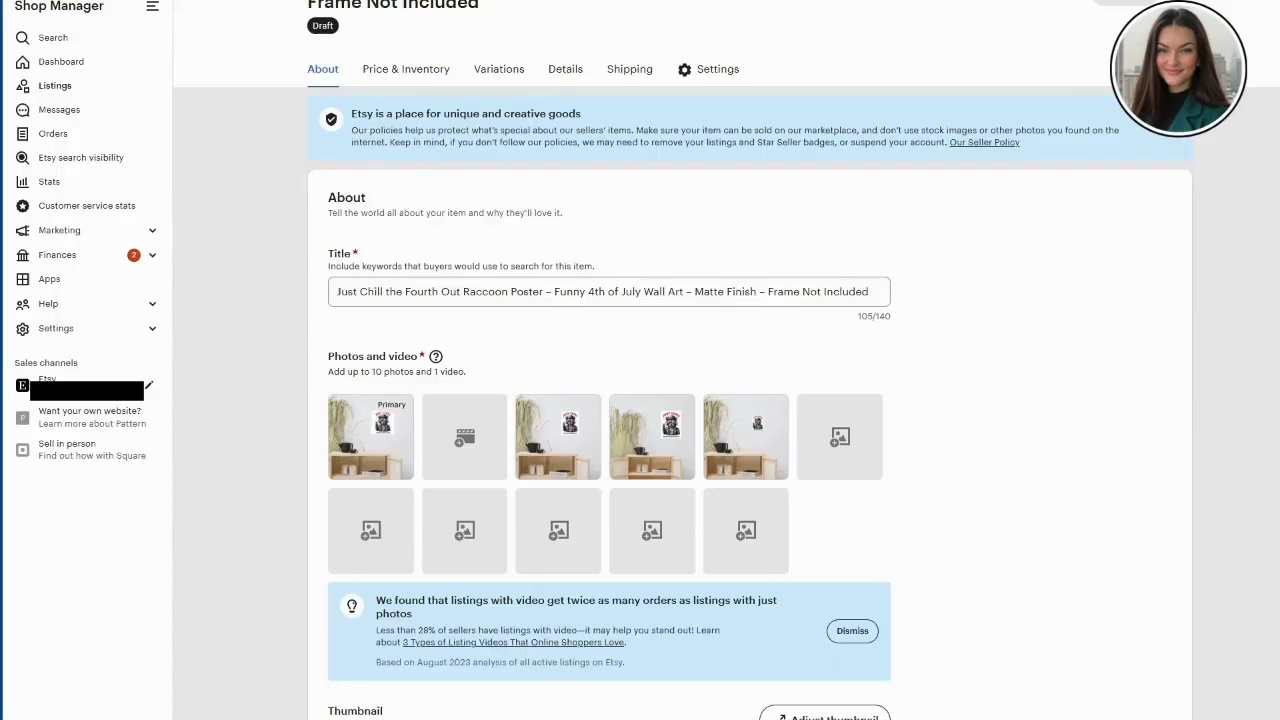 Shop Manager
Search
Dashboard
Listings
Messages
Orders
Etsy search visibility
Stats
Customer service stats
Marketing
Finances
2
Apps
Help
Settings
Sales channels
Etsy
Want your own website?
Learn more about Pattern
Sell in person
Find out how with Square
Frame Not Included
Draft
About
Price & Inventory
Variations
Details
Shipping
Settings
Etsy is a place for unique and creative goods
Our policies help us protect what's special about our sellers' items. Make sure your item can be sold on our marketplace, and don't use stock images or other photos you found on the
internet. Keep in mind, if you don't follow our policies, we may need to remove your listings and Star Seller badges, or suspend your account. Our Seller Policy
About
Tell the world all about your item and why they'll love it.
Title *
Include keywords that buyers would use to search for this item.
Just Chill the Fourth Out Raccoon Poster – Funny 4th of July Wall Art – Matte Finish – Frame Not Included
105/140
Photos and video *
Add up to 10 photos and 1 video.
Primary
We found that listings with video get twice as many orders as listings with just
photos
Less than 28% of sellers have listings with video—it may help you stand out! Learn
about 3 Types of Listing Videos That Online Shoppers Love.
Based on August 2023 analysis of all active listings on Etsy.
Dismiss
Thumbnail
Adjust thumbnail